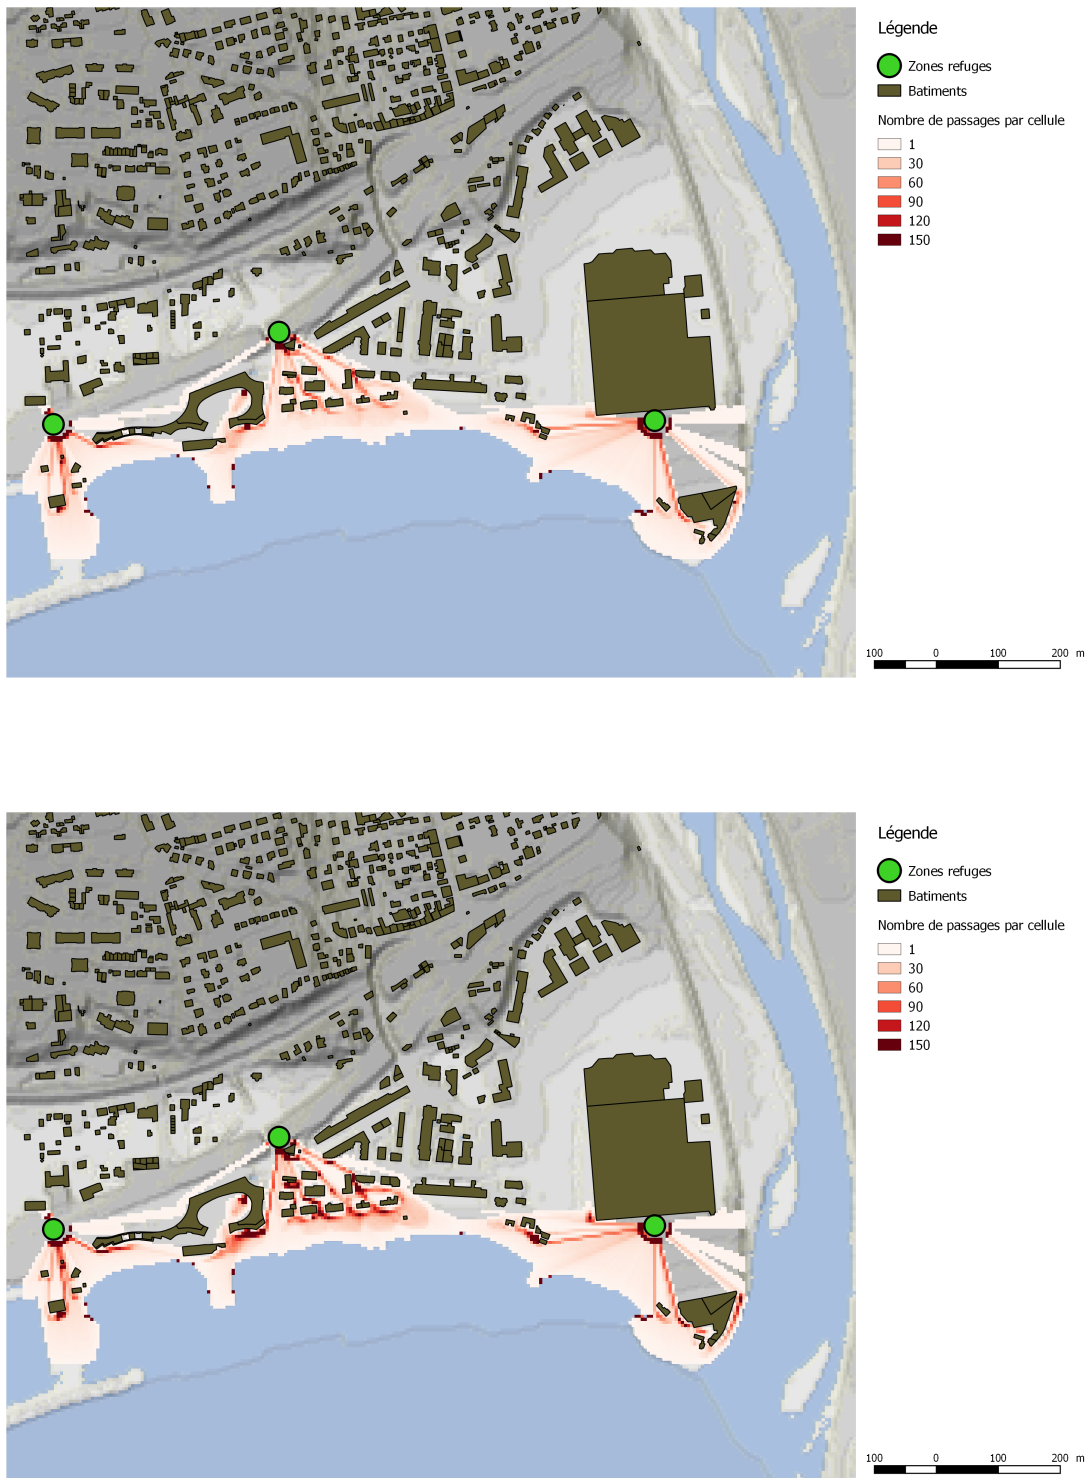 Légende
Zones refuges
Batiments
Nombre de passages par cellule
1
30
60
90
120
150
100 0 100 200 m
Légende
Zones refuges
Batiments
Nombre de passages par cellule
1
30
60
90
120
150
100 0 100 200 m